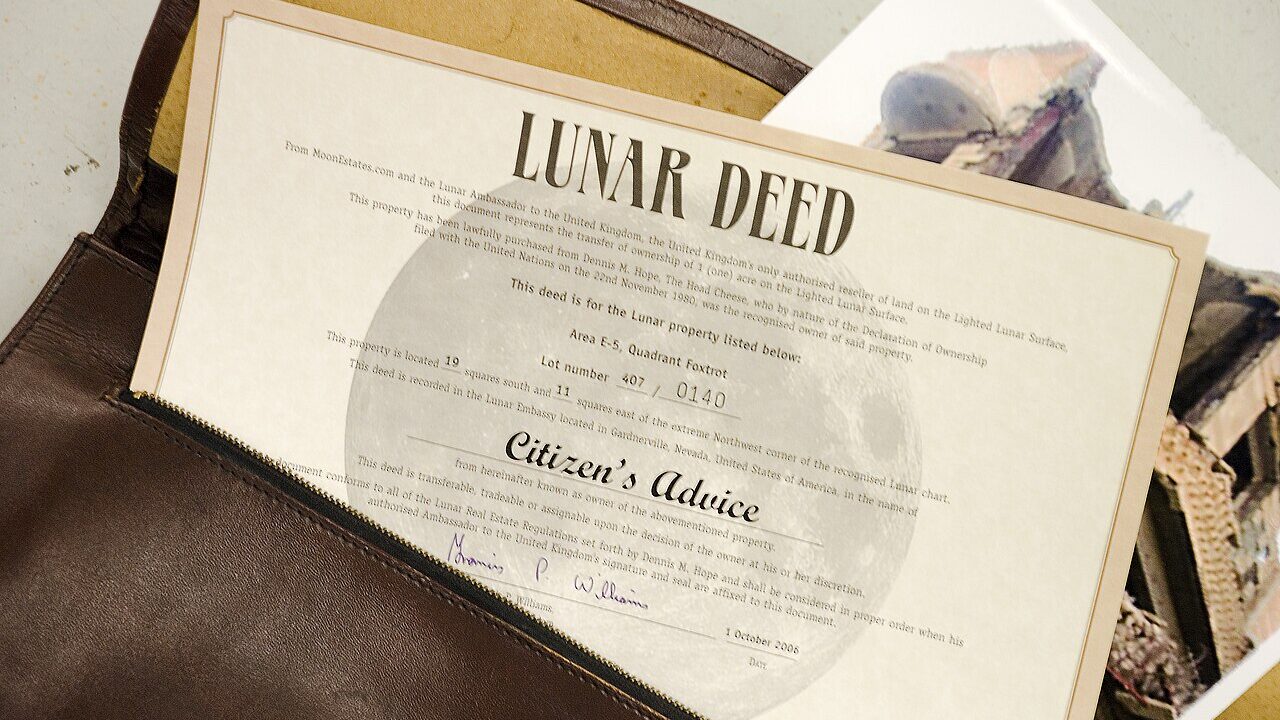 LUNAR DEED
From MoonEstates.com and the Lunar Ambassador to the United Kingdom, the United Kingdom's only authorised reseller of land on the Lighted Lunar Surface,
this document represents the transfer of ownership of 1 (one) acre on the Lighted Lunar Surface.
This property has been lawfully purchased from Dennis M. Hope, The Head Cheese, who by nature of the Declaration of Ownership
filed with the United Nations on the 22nd November 1980, was the recognised owner of said property.
This deed is for the Lunar property listed below:
Area E-5, Quadrant Foxtrot
Lot number 407 / 0140
This property is located 19 squares south and 11 squares east of the extreme Northwest corner of the recognised Lunar chart.
This deed is recorded in the Lunar Embassy located in Gardnerville, Nevada, United States of America, in the name of
Citizen's Advice
from hereinafter known as owner of the abovementioned property.
This deed is transferable, tradeable or assignable upon the decision of the owner at his or her discretion.
conforms to all of the Lunar Real Estate Regulations set forth by Dennis M. Hope and shall be considered in proper order when his
authorised Ambassador to the United Kingdom's signature and seal are affixed to this document.
Francis P. Williams
Williams.
1 October 2006
Date